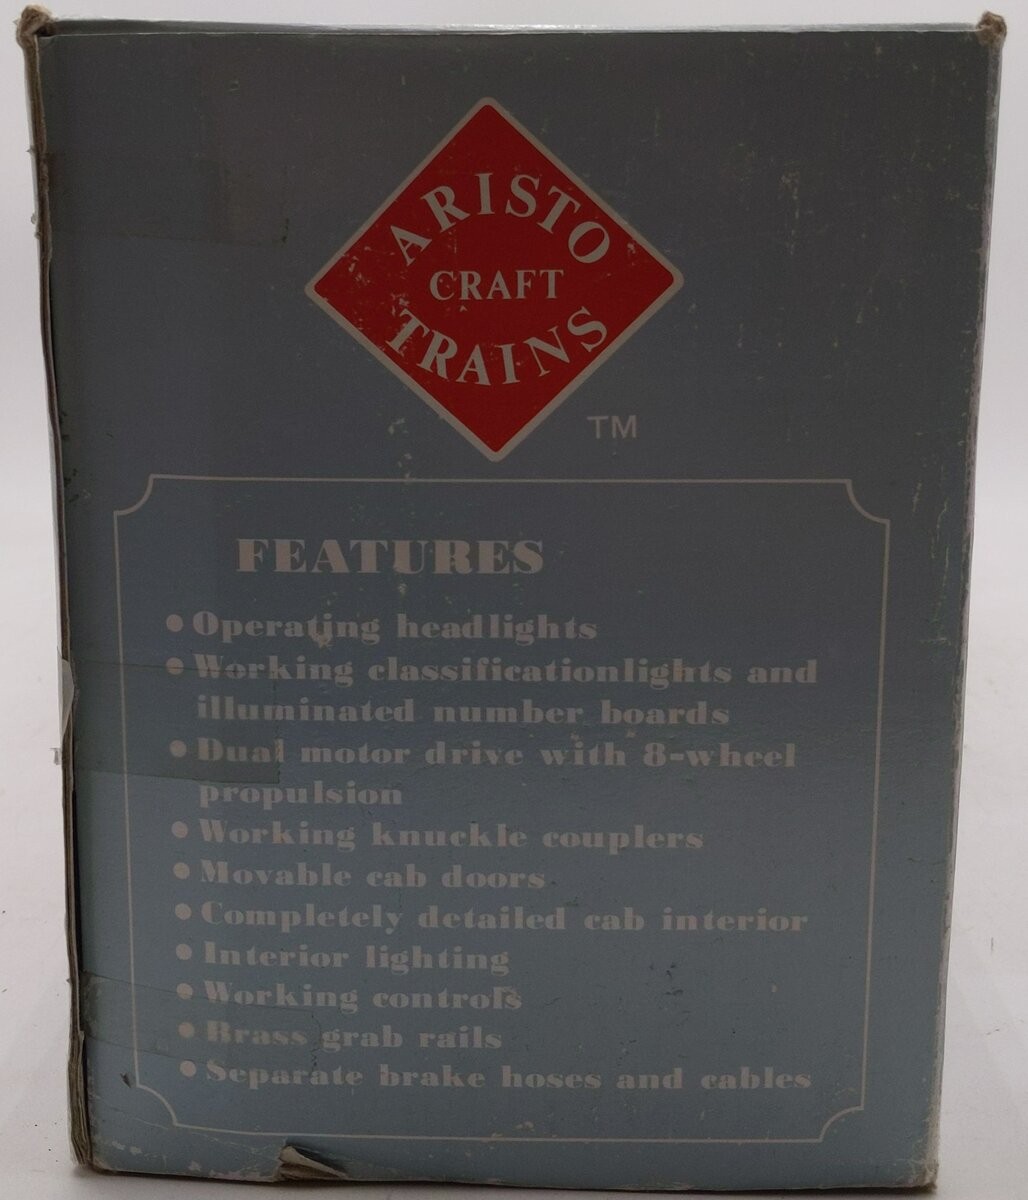 ARISTO
CRAFT
TRAINS
TM
FEATURES
• Operating headlights
• Working classificationlights and
illuminated number boards
• Dual motor drive with 8-wheel
propulsion
• Working knuckle couplers
• Movable cab doors
• Completely detailed cab interior
• Interior lighting
• Working controls
• Brass grab rails
• Separate brake hoses and cables